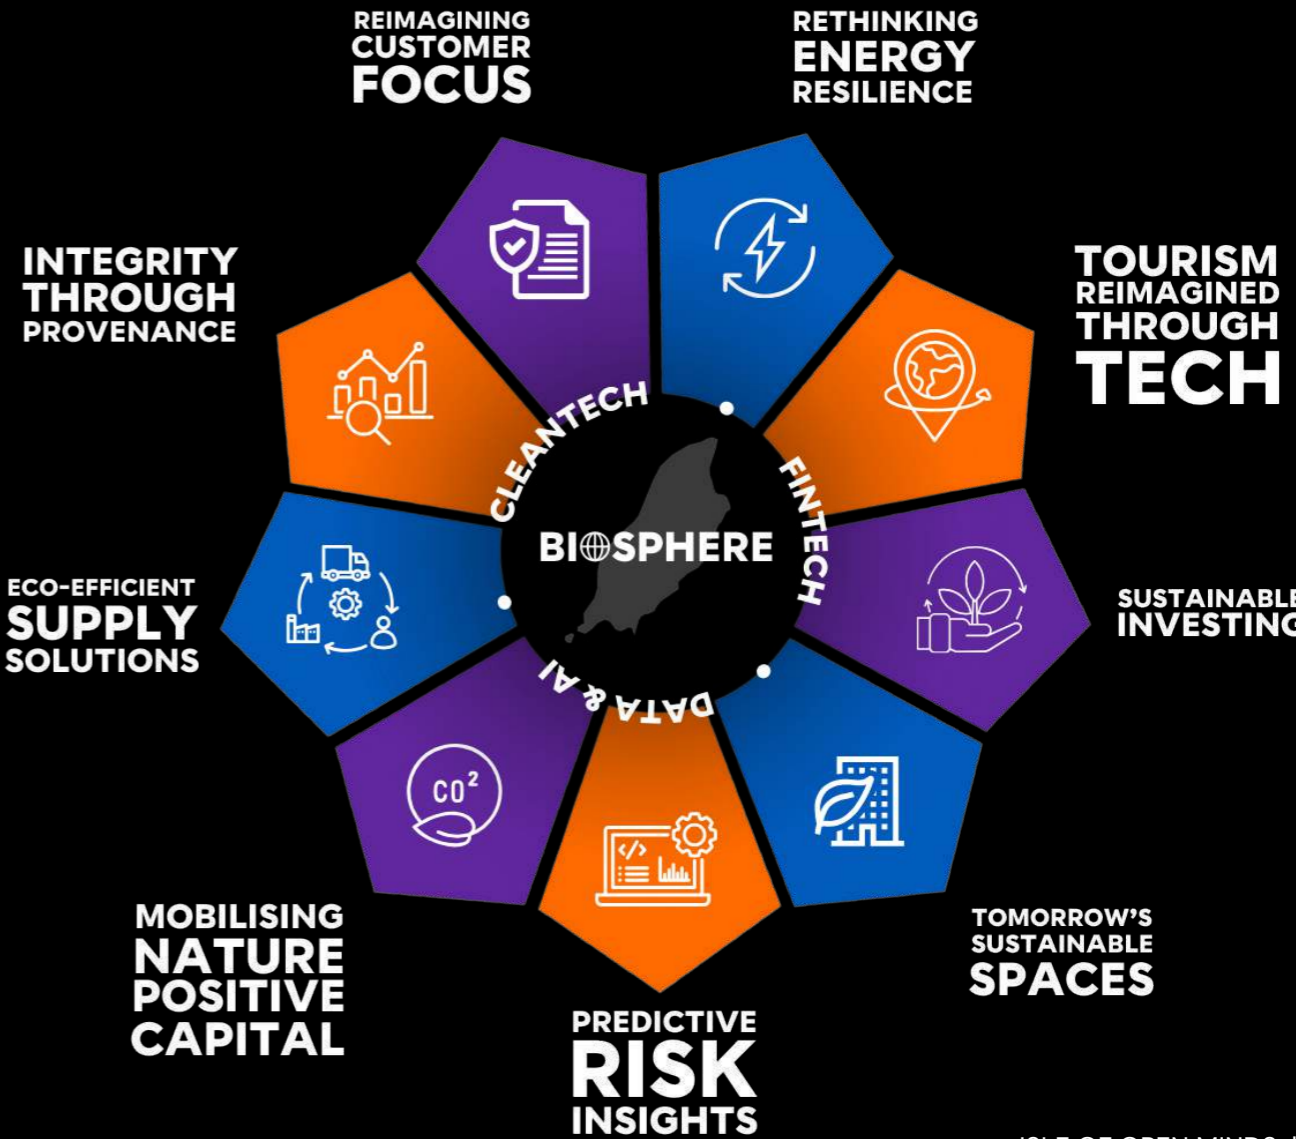 REIMAGINING
CUSTOMER
FOCUS
RETHINKING
ENERGY
RESILIENCE
INTEGRITY
THROUGH
PROVENANCE
TOURISM
REIMAGINED
THROUGH
TECH
CLEANTECH
FINTECH
BIOSPHERE
DATA & AI
ECO-EFFICIENT
SUPPLY
SOLUTIONS
SUSTAINABLE
INVESTING
CO²
</>
MOBILISING
NATURE
POSITIVE
CAPITAL
TOMORROW'S
SUSTAINABLE
SPACES
PREDICTIVE
RISK
INSIGHTS